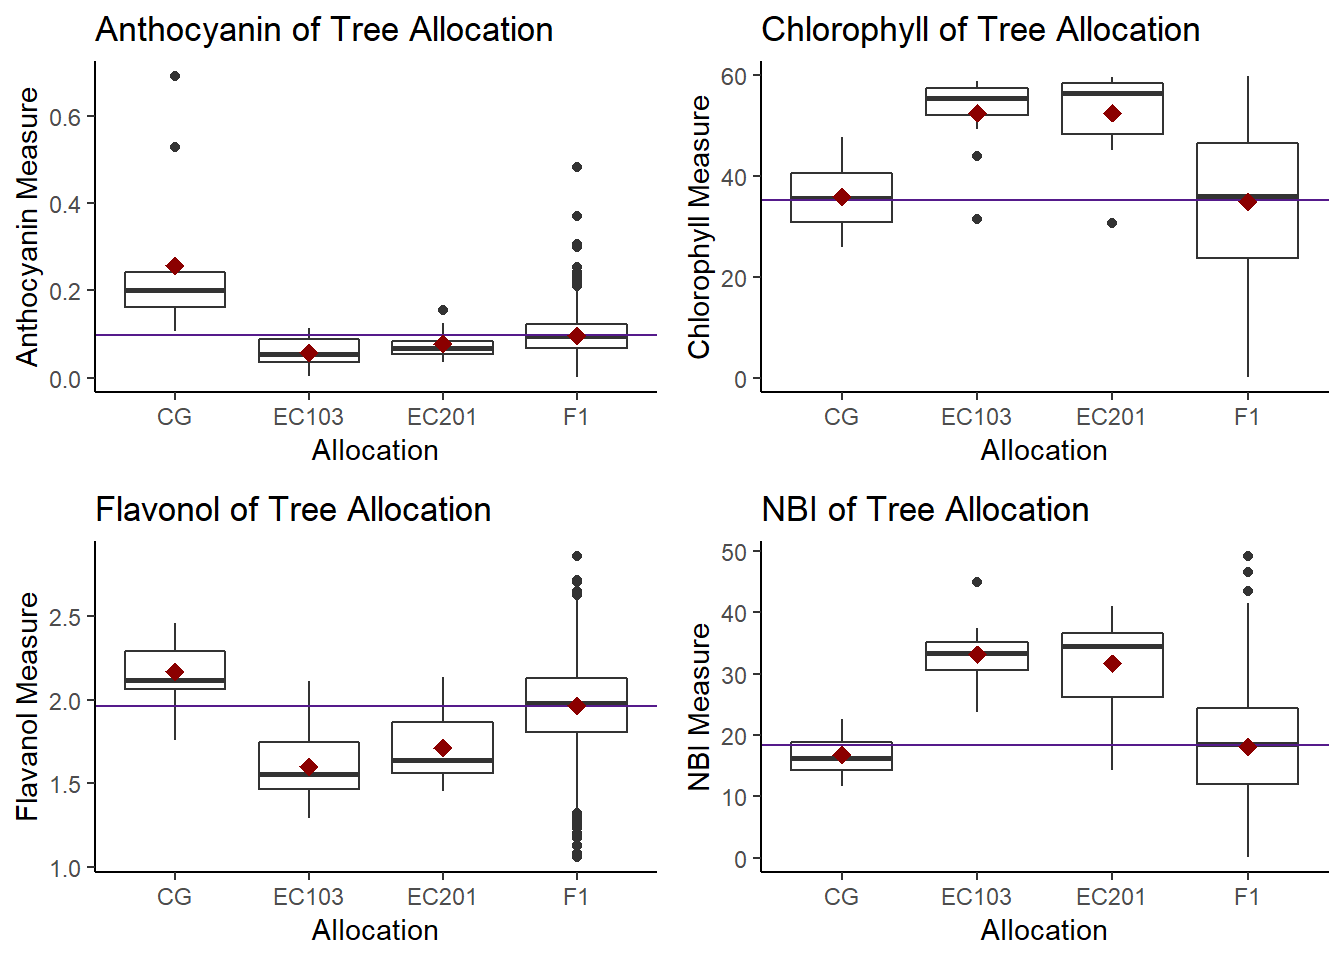 Anthocyanin of Tree Allocation
Anthocyanin Measure
0.6
0.4
0.2
0.0
CG EC103 EC201 F1
Allocation
Chlorophyll of Tree Allocation
Chlorophyll Measure
60
40
20
0
CG EC103 EC201 F1
Allocation
Flavonol of Tree Allocation
Flavanol Measure
2.5
2.0
1.5
1.0
CG EC103 EC201 F1
Allocation
NBI of Tree Allocation
NBI Measure
50
40
30
20
10
0
CG EC103 EC201 F1
Allocation